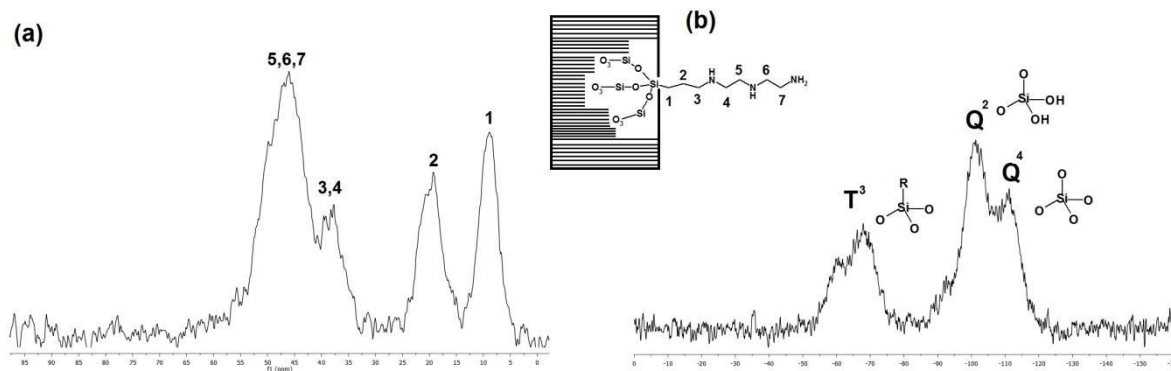 (a)
5,6,7
3,4
2
1
95 90 85 80 75 70 65 60 55 50 45 40 35 30 25 20 15 10 5 0
f1 (ppm)
O3 Si O
O3 Si O Si
O
O3 Si
1 2 3 H N 4 5 N H 6 7 NH2
(b)
T3
R
Si
O O O
Q2
O
Si OH
O OH
Q4
O
Si O
O O
-0 -10 -20 -30 -40 -50 -60 -70 -80 -90 -100 -110 -120 -130 -140 -150